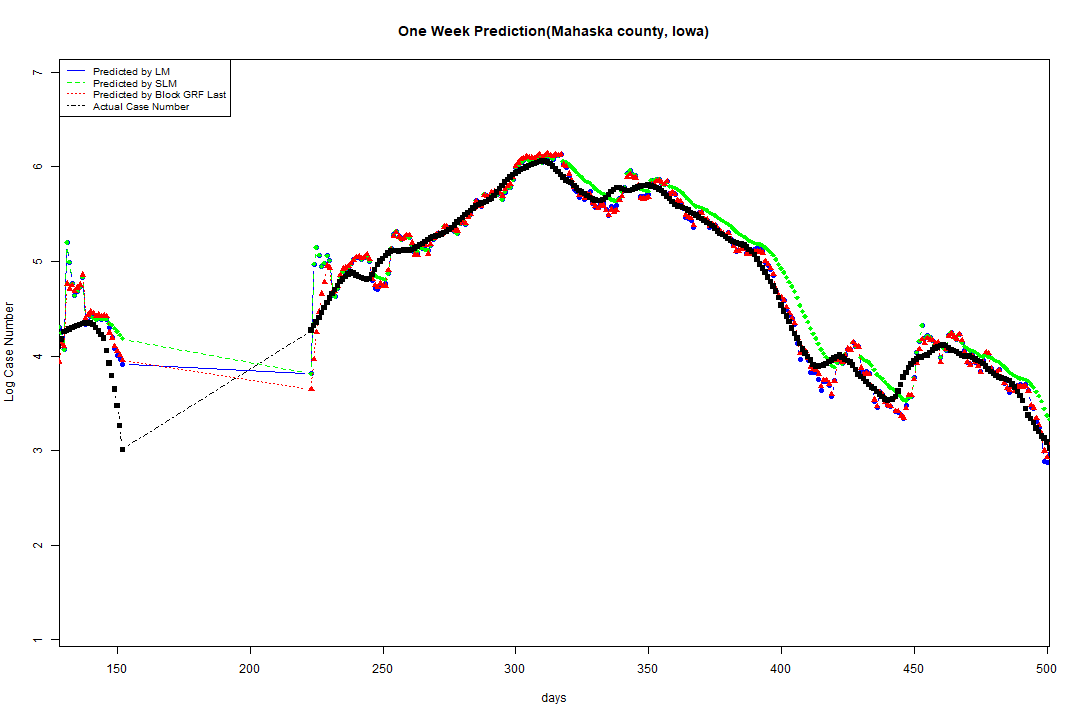 One Week Prediction(Mahaska county, Iowa)
Predicted by LM
Predicted by SLM
Predicted by Block GRF Last
Actual Case Number
7
6
5
4
3
2
1
Log Case Number
150 200 250 300 350 400 450 500
days